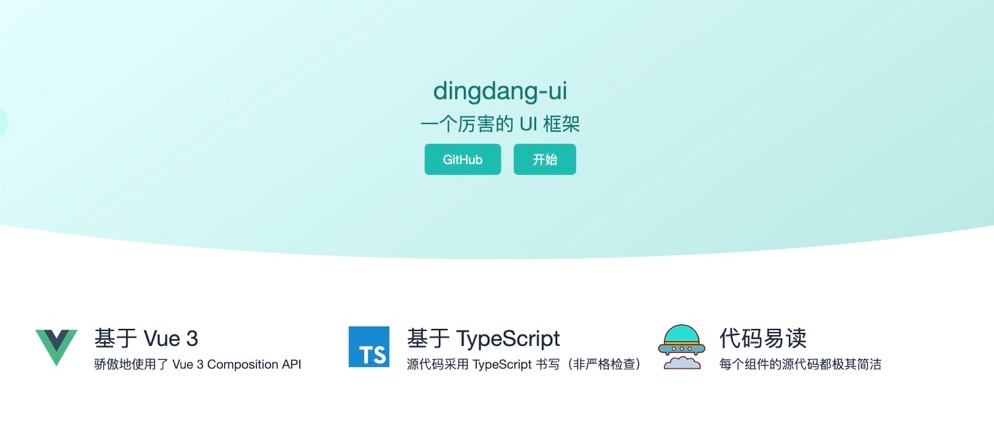 dingdang-ui
一个厉害的 UI 框架
GitHub 开始
基于 Vue 3
骄傲地使用了 Vue 3 Composition API
TS
基于 TypeScript
源代码采用 TypeScript 书写（非严格检查）
代码易读
每个组件的源代码都极其简洁